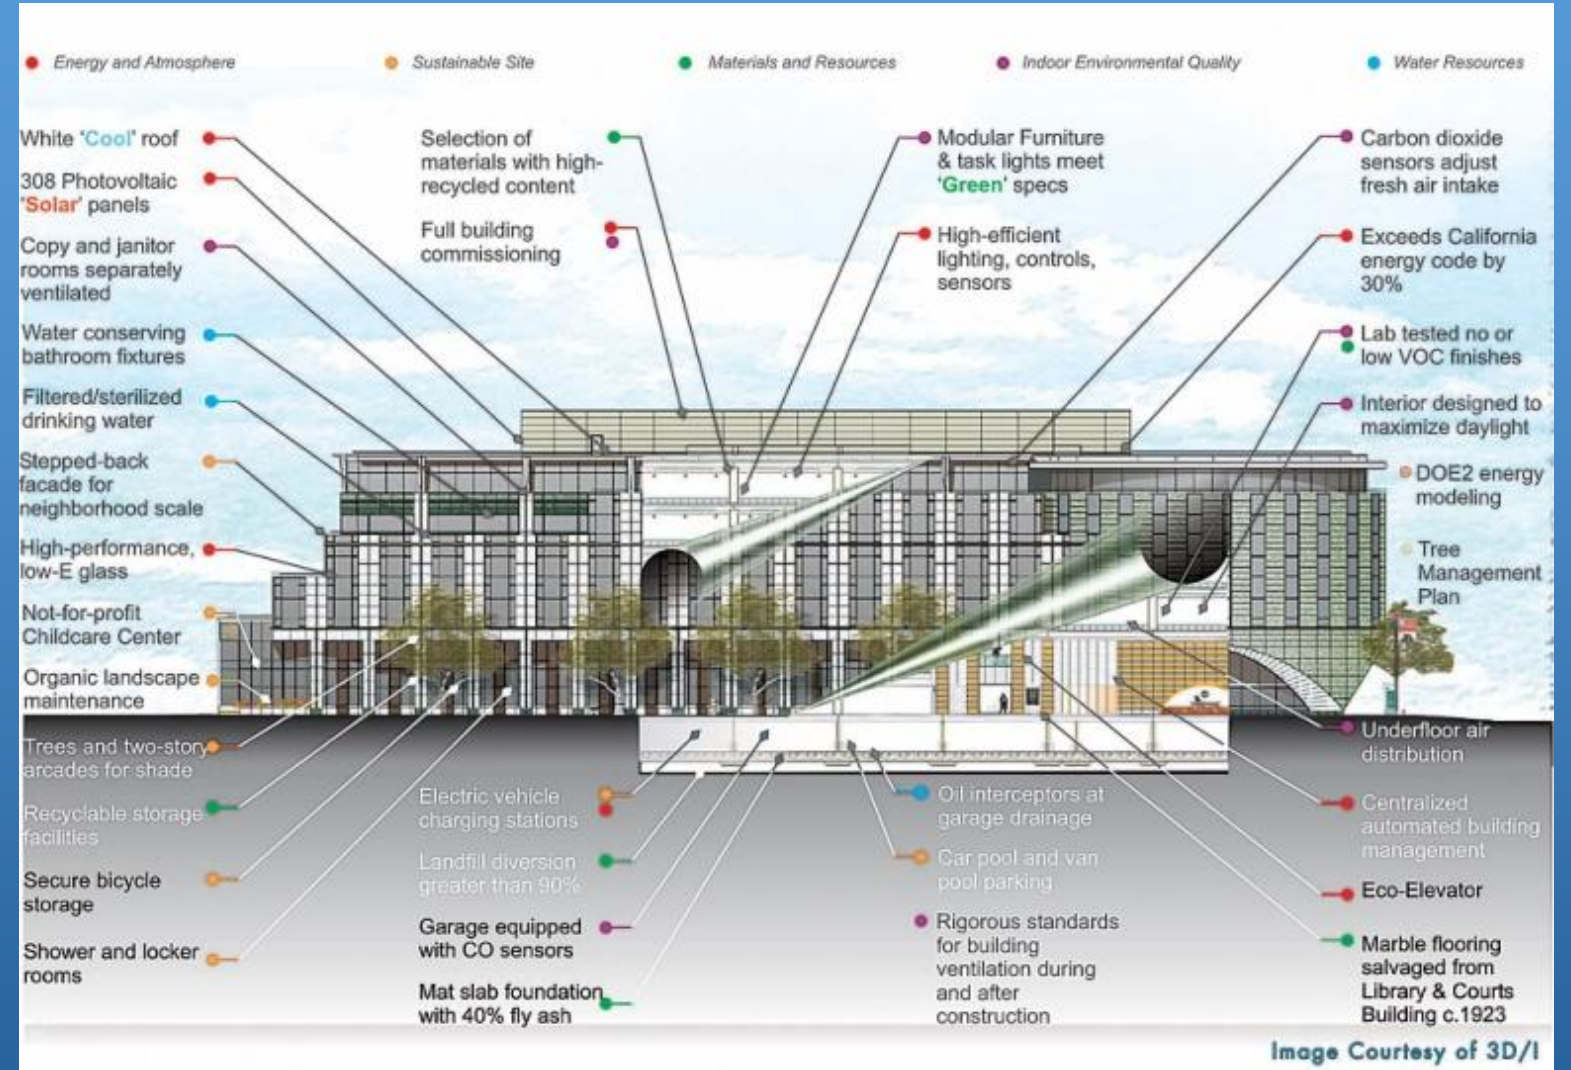 Energy and Atmosphere
Sustainable Site
Materials and Resources
Indoor Environmental Quality
Water Resources
White 'Cool' roof
308 Photovoltaic
'Solar' panels
Copy and janitor
rooms separately
ventilated
Water conserving
bathroom fixtures
Filtered/sterilized
drinking water
Stepped-back
facade for
neighborhood scale
High-performance,
low-E glass
Not-for-profit
Childcare Center
Organic landscape
maintenance
Trees and two-story
arcades for shade
Recyclable storage
facilities
Secure bicycle
storage
Shower and locker
rooms
Selection of
materials with high-
recycled content
Full building
commissioning
Electric vehicle
charging stations
Landfill diversion
greater than 90%
Garage equipped
with CO sensors
Mat slab foundation
with 40% fly ash
Modular Furniture
& task lights meet
'Green' specs
High-efficient
lighting, controls,
sensors
Oil interceptors at
garage drainage
Car pool and van
pool parking
Rigorous standards
for building
ventilation during
and after
construction
Carbon dioxide
sensors adjust
fresh air intake
Exceeds California
energy code by
30%
Lab tested no or
low VOC finishes
Interior designed to
maximize daylight
DOE2 energy
modeling
Tree
Management
Plan
Underfloor air
distribution
Centralized
automated building
management
Eco-Elevator
Marble flooring
salvaged from
Library & Courts
Building c.1923
Image Courtesy of 3D/I